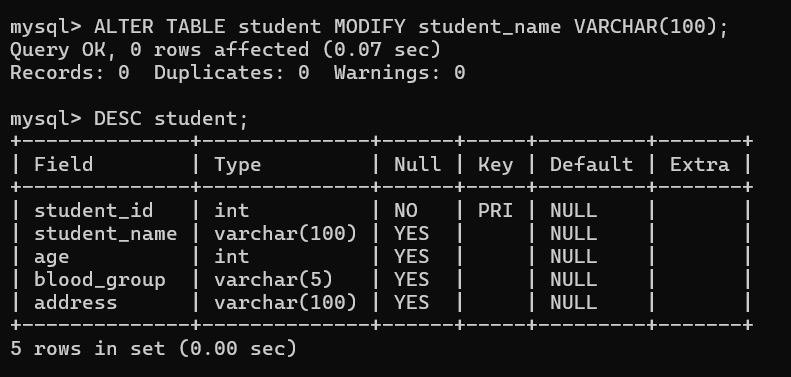 mysql> ALTER TABLE student MODIFY student_name VARCHAR(100);
Query OK, 0 rows affected (0.07 sec)
Records: 0  Duplicates: 0  Warnings: 0

mysql> DESC student;
+--------------+--------------+------+-----+---------+-------+
| Field        | Type         | Null | Key | Default | Extra |
+--------------+--------------+------+-----+---------+-------+
| student_id   | int          | NO   | PRI | NULL    |       |
| student_name | varchar(100) | YES  |     | NULL    |       |
| age          | int          | YES  |     | NULL    |       |
| blood_group  | varchar(5)   | YES  |     | NULL    |       |
| address      | varchar(100) | YES  |     | NULL    |       |
+--------------+--------------+------+-----+---------+-------+
5 rows in set (0.00 sec)